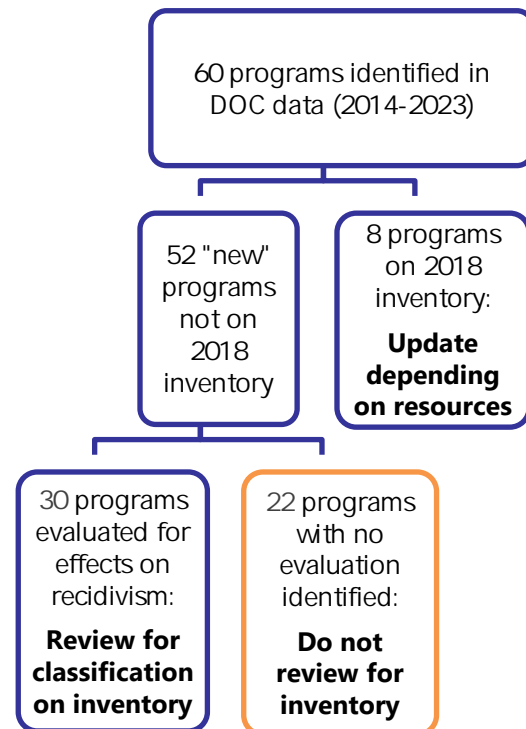 60 programs identified in
DOC data (2014-2023)
52 "new"
programs
not on
2018
inventory
8 programs
on 2018
inventory:
Update
depending
on resources
30 programs
evaluated for
effects on
recidivism:
Review for
classification
on inventory
22 programs
with no
evaluation
identified:
Do not
review for
inventory